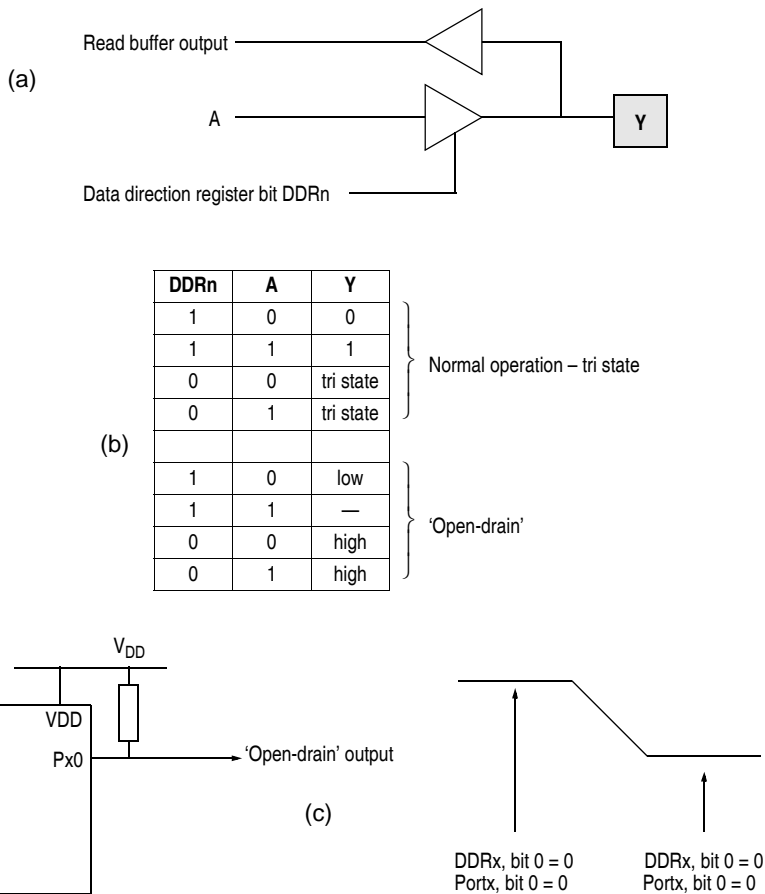 Read buffer output
(a)
A
Y
Data direction register bit DDRn
DDRn A Y
1 0 0
1 1 1
0 0 tri state
0 1 tri state
Normal operation – tri state
(b)
1 0 low
1 1 —
0 0 high
0 1 high
'Open-drain'
VDD
VDD
Px0
'Open-drain' output
(c)
DDRx, bit 0 = 0
Portx, bit 0 = 0
DDRx, bit 0 = 0
Portx, bit 0 = 0